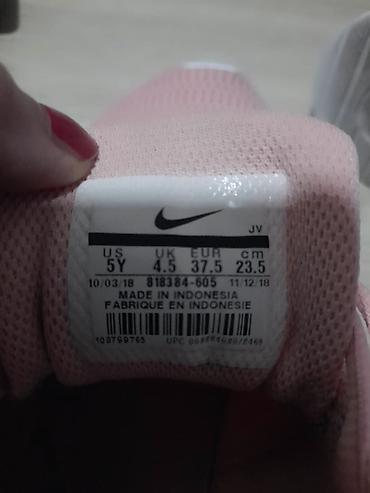 JV
US UK EUR cm
5Y 4.5 37.5 23.5
10/03/18 818384-605 11/12/18
MADE IN INDONESIA
FABRIQUE EN INDONESIE
UPC